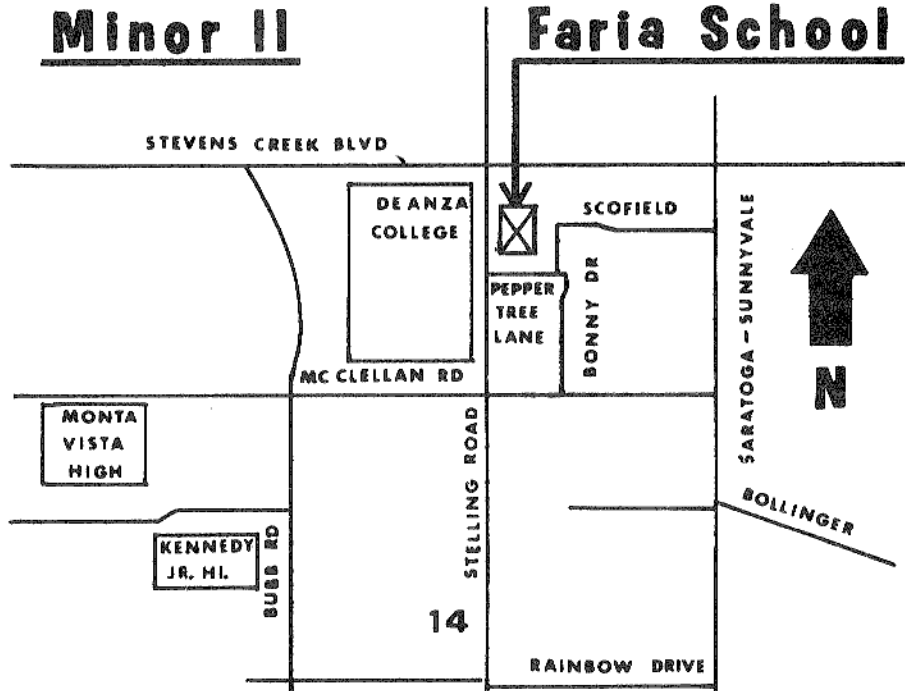 Minor II
Faria School
STEVENS CREEK BLVD
DE ANZA
COLLEGE
SCOFIELD
PEPPER
TREE
LANE
BONNY DR
SARATOGA - SUNNYVALE
N
MC CLELLAN RD
MONTA
VISTA
HIGH
STELLING ROAD
BOLLINGER
KENNEDY
JR. HI.
BUBB RD
14
RAINBOW DRIVE